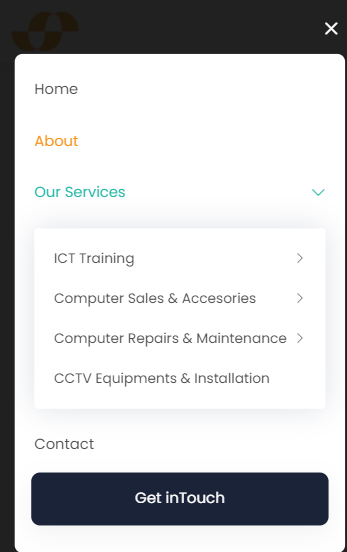 Home
About
Our Services
ICT Training
Computer Sales & Accesories
Computer Repairs & Maintenance
CCTV Equipments & Installation
Contact
Get inTouch